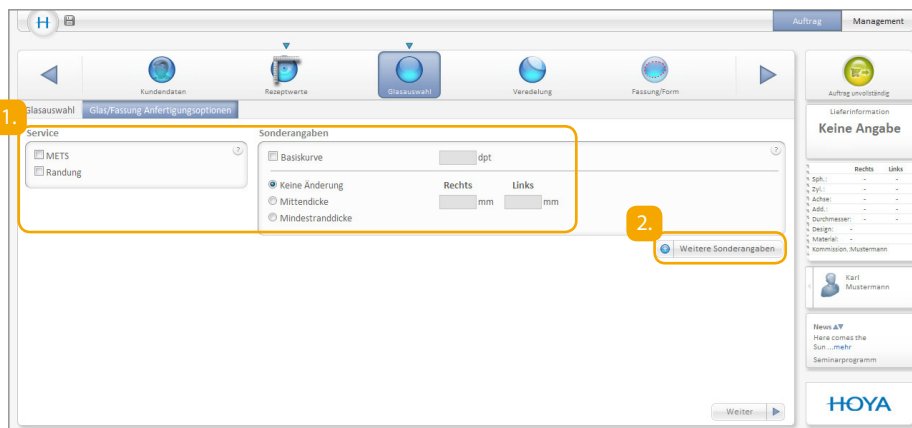 H
Auftrag Management
Kundendaten Rezeptwerte Glasauswahl Veredelung Fassung/Form
Auftrag unvollständig
1.
Glasauswahl Glas/Fassung Anfertigungsoptionen
Lieferinformation
Keine Angabe
Service Sonderangaben
METS ?
Randung
Basiskurve dpt ?
Keine Änderung Rechts Links
Mittendicke mm mm
Mindestranddicke
2.
Weitere Sonderangaben
Rechts Links
Sph.: - -
Zyl.: - -
Achse: - -
Add.: - -
Durchmesser: - -
Design: -
Material: -
Kommission.:Mustermann
Karl
Mustermann
News
Here comes the
Sun ...mehr
Seminarprogramm
Weiter
HOYA